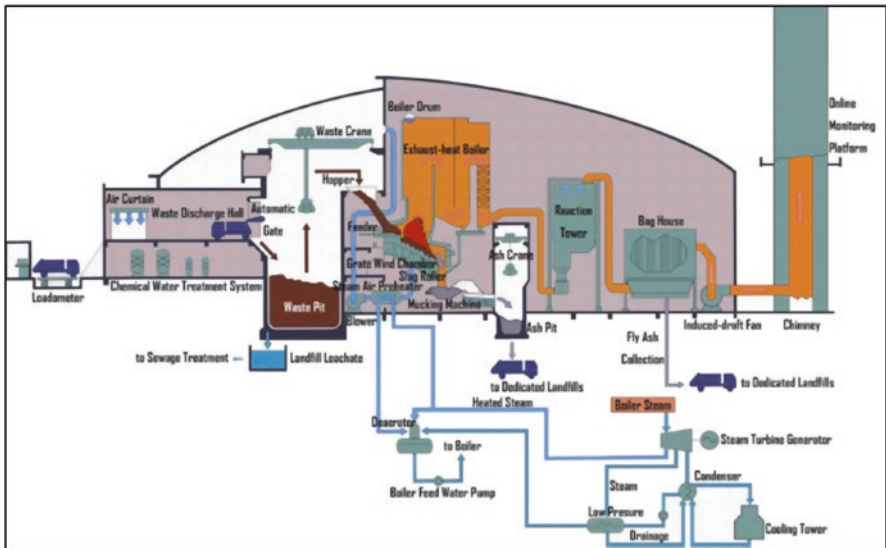 Boiler Drum
Waste Crane
Exhaust-heat Boiler
Online
Monitoring
Platform
Hopper
Air Curtain
Waste Discharge Hall
Automatic
Gate
Feeder
Reaction
Tower
Bag House
Ash Crane
Grate Wind Chamber
Slag Roller
Steam Air Preheater
Loadometer
Chemical Water Treatment System
Waste Pit
Mucking Machine
Blower
Ash Pit
Induced-draft Fan
Chimney
Fly Ash
Collection
to Sewage Treatment
Landfill Leachate
to Dedicated Landfills
to Dedicated Landfills
Heated Steam
Boiler Steam
Deaerator
to Boiler
Steam Turbine Generator
Boiler Feed Water Pump
Steam
Condenser
Low Presure
Drainage
Cooling Tower